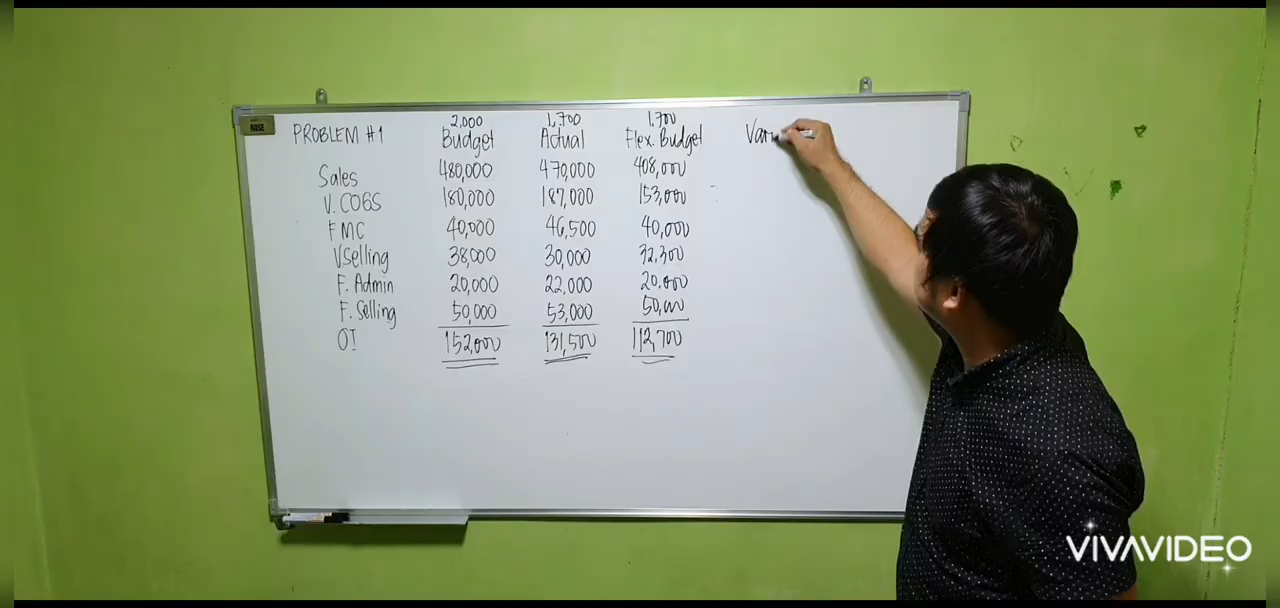 ROSE
2,000 1,700 1,700
PROBLEM #1 Budget Actual Flex. Budget Vari
Sales 480,000 470,000 408,000
V. COGS 180,000 187,000 153,000
FMC 40,000 46,500 40,000
VSelling 38,000 30,000 32,300
F. Admin 20,000 22,000 20,000
F. Selling 50,000 53,000 50,000
OI 152,000 131,500 112,700
VIVAVIDEO